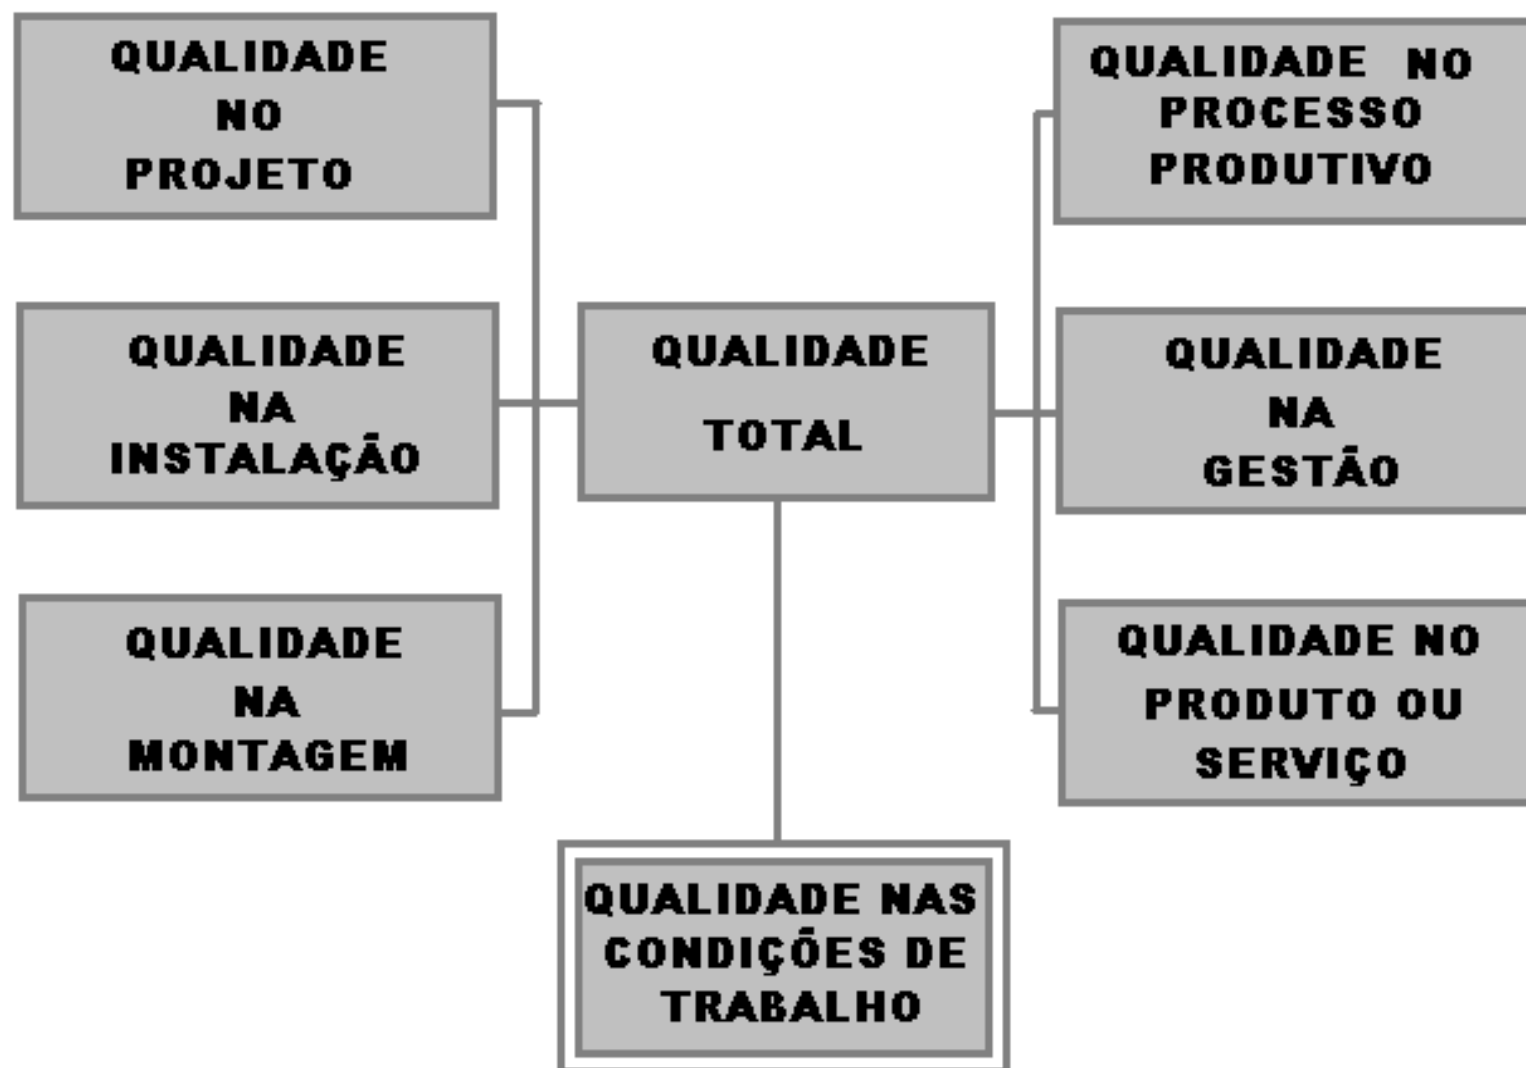 QUALIDADE
NO
PROJETO
QUALIDADE
NA
INSTALAÇÃO
QUALIDADE
NA
MONTAGEM
QUALIDADE
TOTAL
QUALIDADE NO
PROCESSO
PRODUTIVO
QUALIDADE
NA
GESTÃO
QUALIDADE NO
PRODUTO OU
SERVIÇO
QUALIDADE NAS
CONDIÇÕES DE
TRABALHO